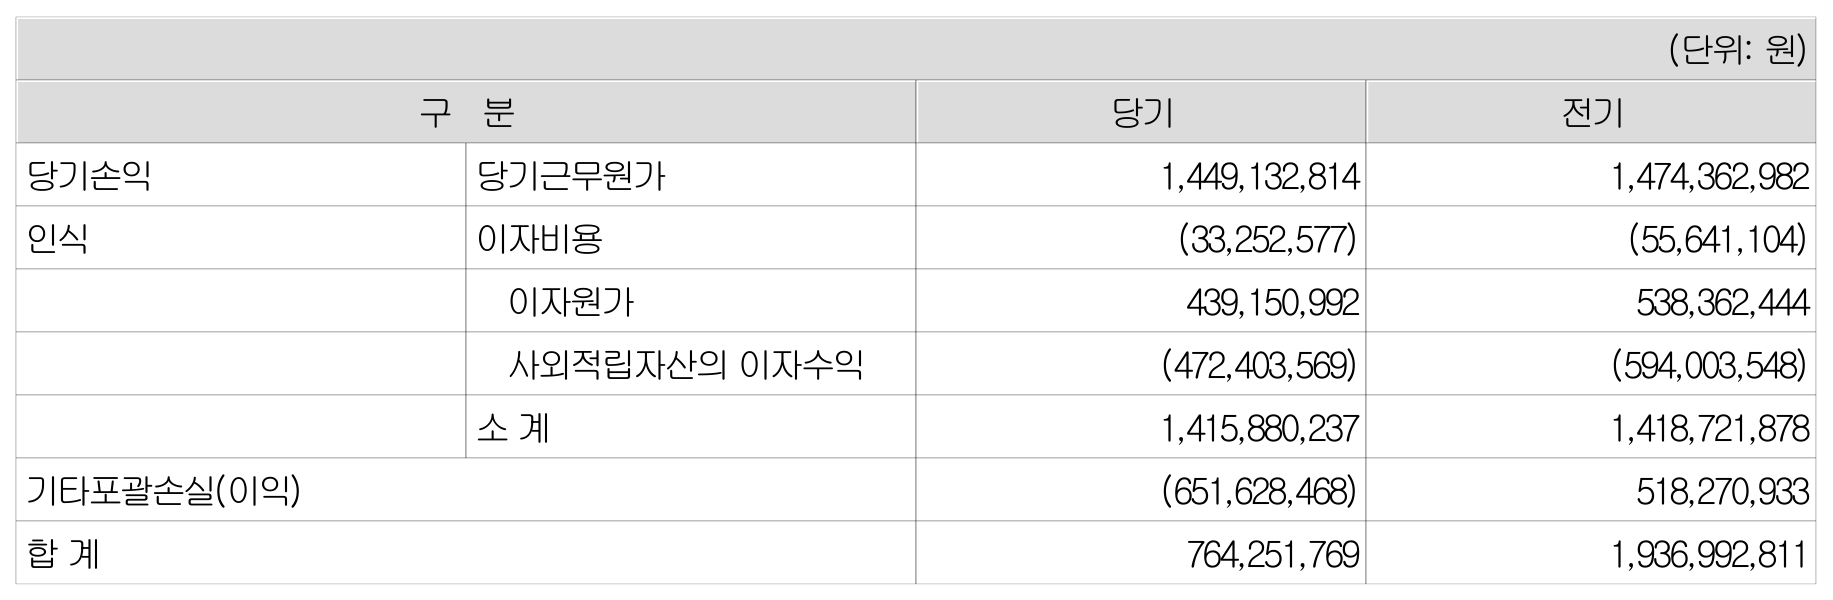 (단위: 원)
구 분 당기 전기
당기손익 당기근무원가 1,449,132,814 1,474,362,982
인식 이자비용 (33,252,577) (55,641,104)
이자원가 439,150,992 538,362,444
사외적립자산의 이자수익 (472,403,569) (594,003,548)
소 계 1,415,880,237 1,418,721,878
기타포괄손실(이익) (651,628,468) 518,270,933
합 계 764,251,769 1,936,992,811